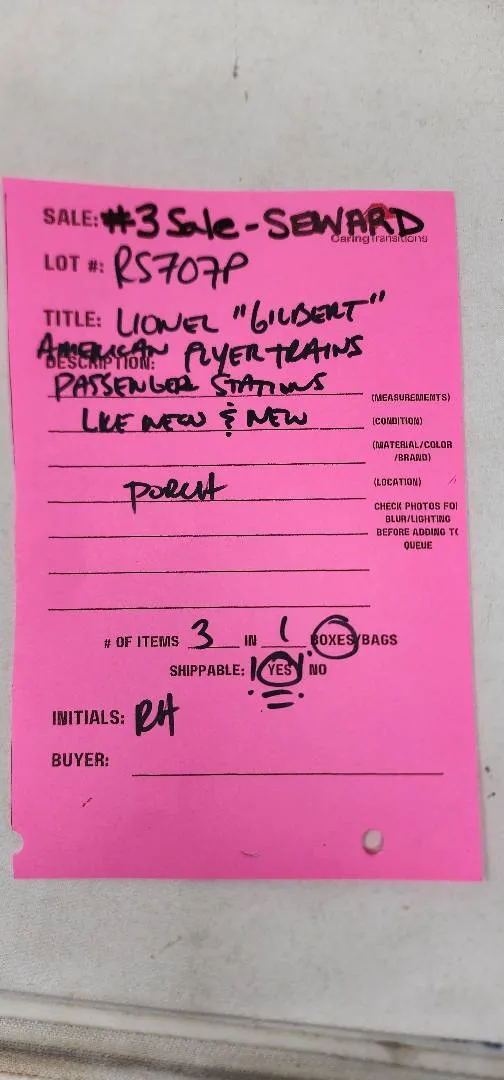 SALE: #3 Sale - SEWARD
CaringTransitions
LOT #: RS707P
TITLE: LIONEL "GILBERT"
AMERICAN FLYER TRAINS
DESCRIPTION:
PASSENGER STATIONS
(MEASUREMENTS)
LIKE NEW & NEW (CONDITION)
(MATERIAL/COLOR
/BRAND)
PORCH (LOCATION)
CHECK PHOTOS FOR
BLUR/LIGHTING
BEFORE ADDING TO
QUEUE
# OF ITEMS 3 IN 1 BOXES/BAGS
SHIPPABLE: YES NO
INITIALS: RH
BUYER: